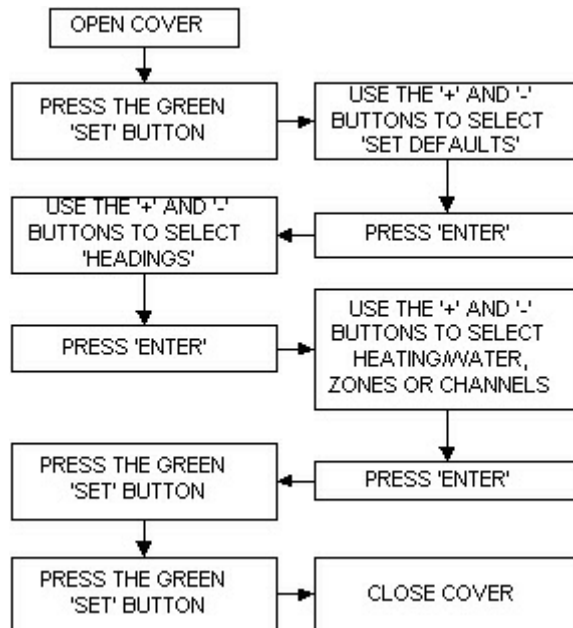 OPEN COVER
PRESS THE GREEN
'SET' BUTTON
USE THE '+' AND '-'
BUTTONS TO SELECT
'SET DEFAULTS'
PRESS 'ENTER'
USE THE '+' AND '-'
BUTTONS TO SELECT
'HEADINGS'
PRESS 'ENTER'
USE THE '+' AND '-'
BUTTONS TO SELECT
HEATING/WATER,
ZONES OR CHANNELS
PRESS 'ENTER'
PRESS THE GREEN
'SET' BUTTON
PRESS THE GREEN
'SET' BUTTON
CLOSE COVER